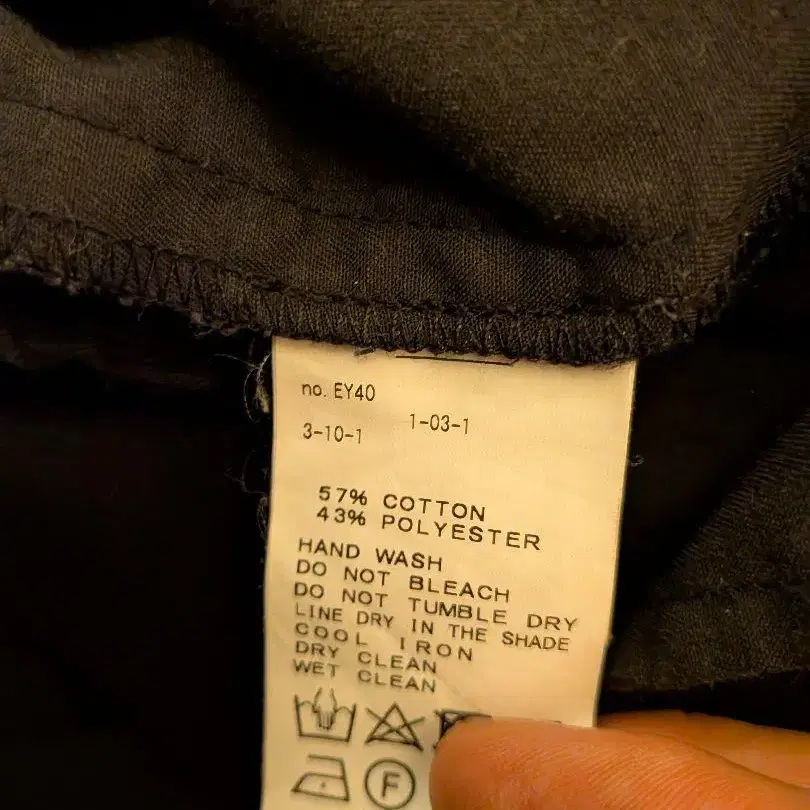 no. EY40
1-03-1
3-10-1
57% COTTON
43% POLYESTER
HAND WASH
DO NOT BLEACH
DO NOT TUMBLE DRY
LINE DRY IN THE SHADE
COOL IRON
DRY CLEAN
WET CLEAN
F